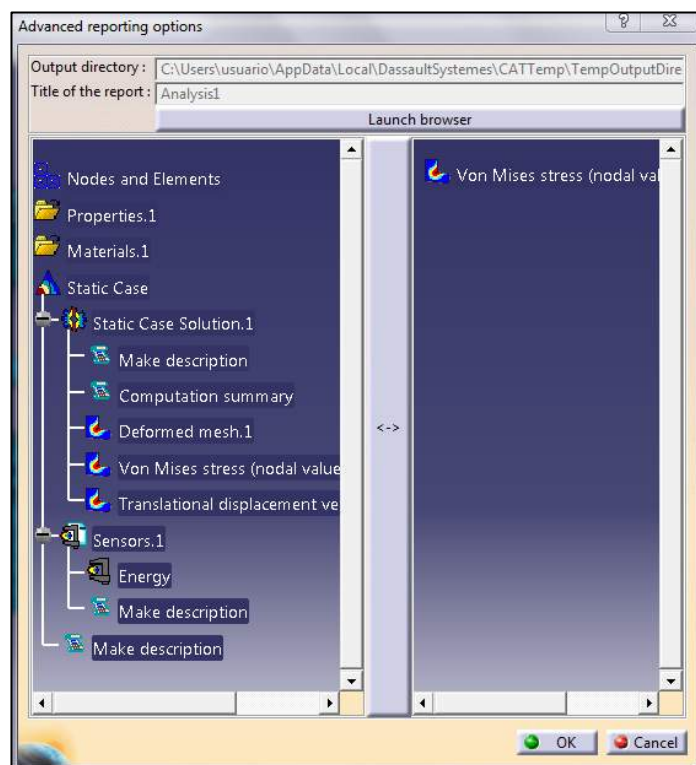 Advanced reporting options
Output directory : C:\Users\usuario\AppData\Local\DassaultSystemes\CATTemp\TempOutputDire
Title of the report : Analysis1
Launch browser
Nodes and Elements
Properties.1
Materials.1
Static Case
Static Case Solution.1
Make description
Computation summary
Deformed mesh.1
Von Mises stress (nodal value
Translational displacement ve
Sensors.1
Energy
Make description
Make description
<->
Von Mises stress (nodal val
OK
Cancel